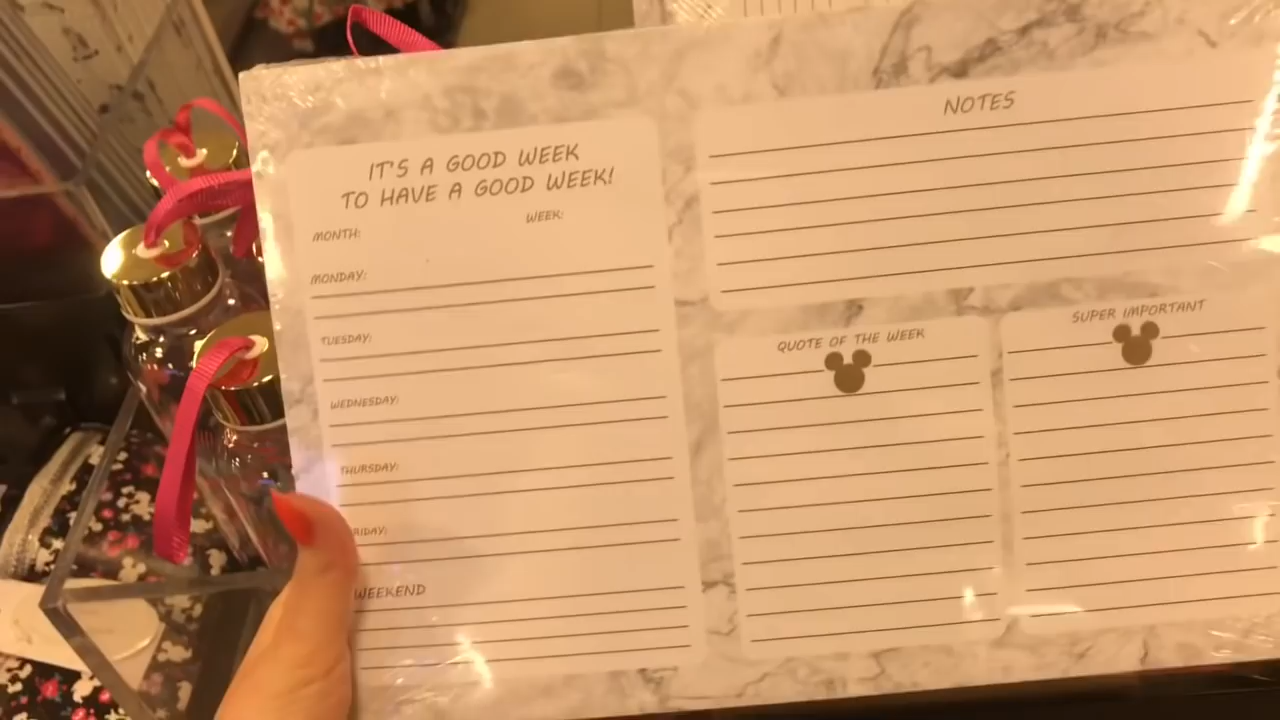 IT'S A GOOD WEEK
TO HAVE A GOOD WEEK!
WEEK:
MONTH:
MONDAY:
TUESDAY:
WEDNESDAY:
THURSDAY:
RIDAY:
WEEKEND
NOTES
QUOTE OF THE WEEK
SUPER IMPORTANT